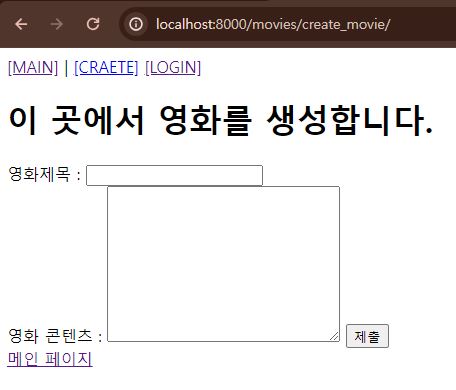 localhost:8000/movies/create_movie/
[MAIN] | [CRAETE] [LOGIN]
이 곳에서 영화를 생성합니다.
영화제목 :
영화 콘텐츠 : 제출
메인 페이지